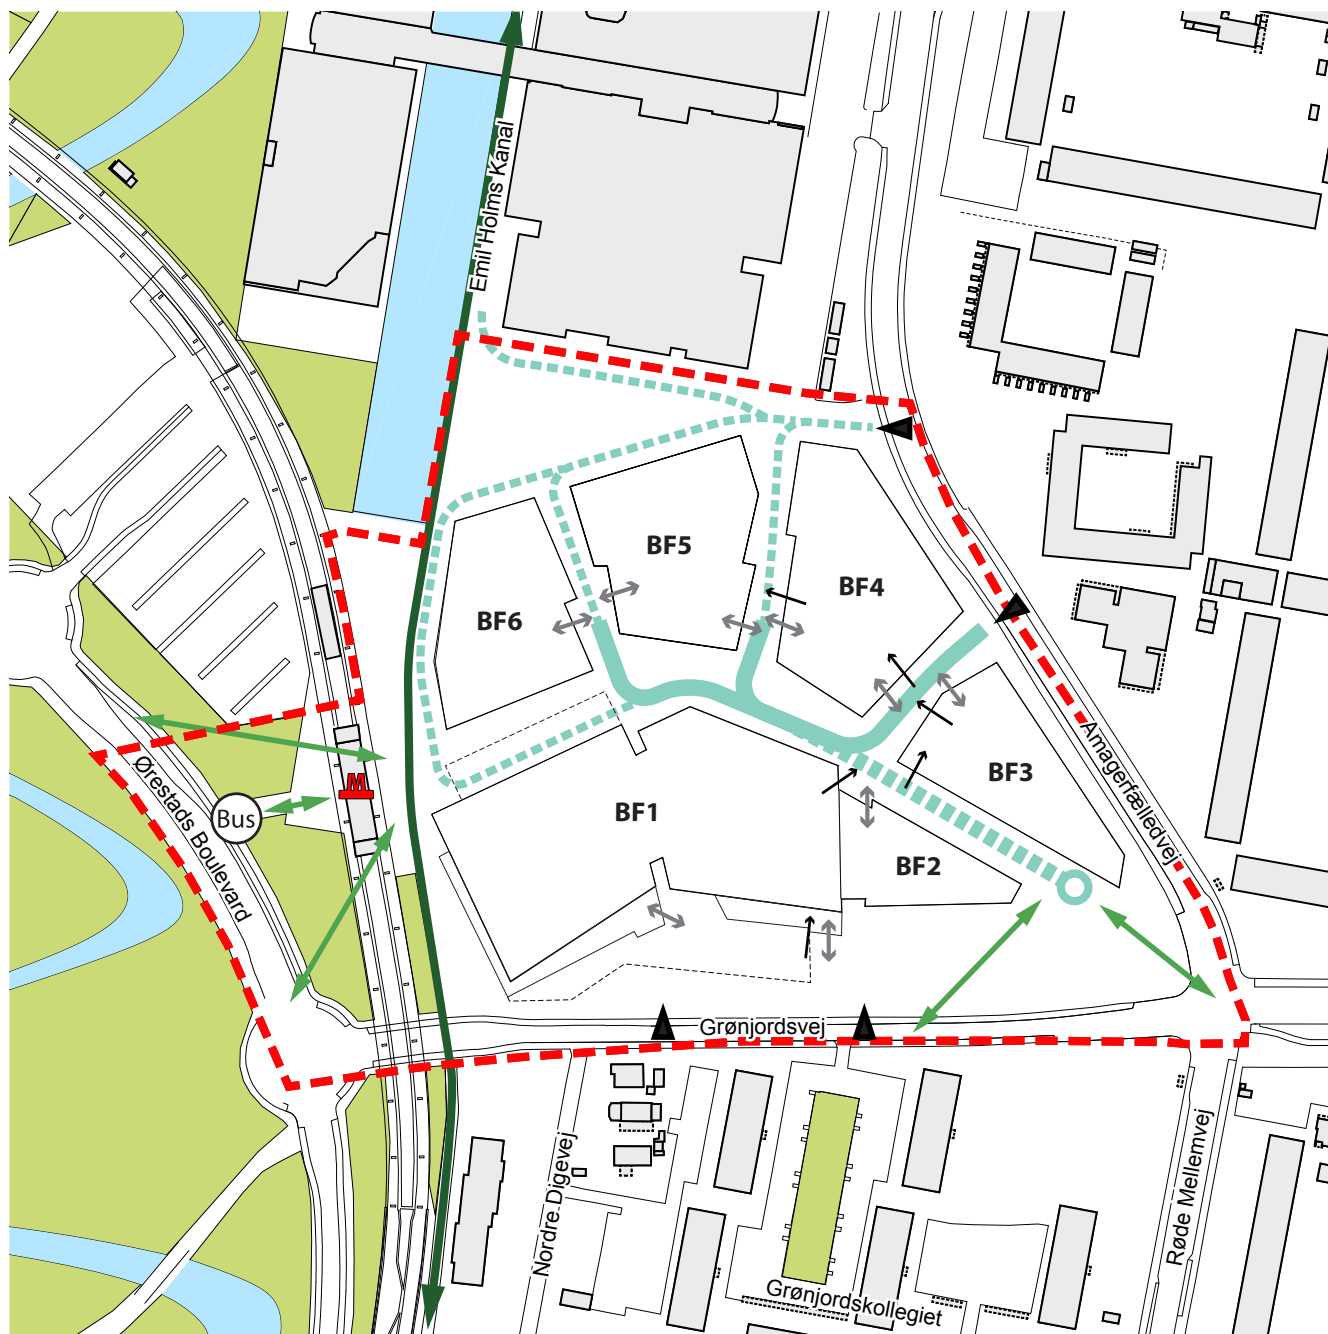 Emil Holms Kanal
BF5
BF4
BF6
BF3
BF1
BF2
M
Bus
Ørestads Boulevard
Amagerfælledvej
Grønjordsvej
Nordre Digevej
Røde Mellemvej
Grønjordskollegiet